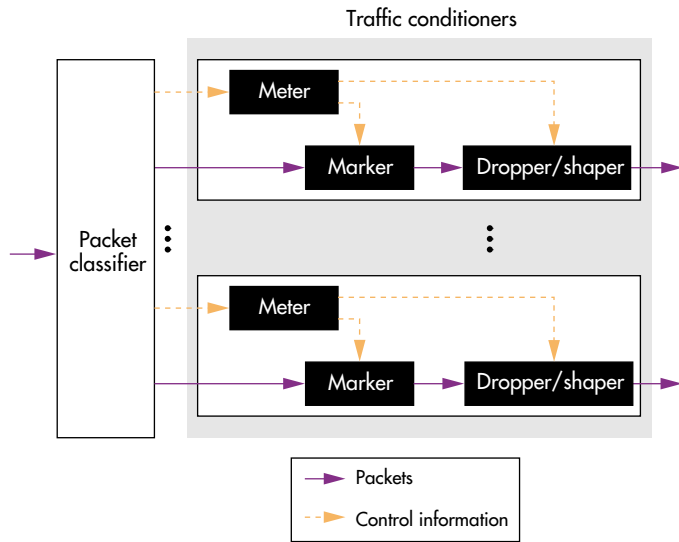 Traffic conditioners
Meter
Marker
Dropper/shaper
Packet
classifier
Meter
Marker
Dropper/shaper
Packets
Control information